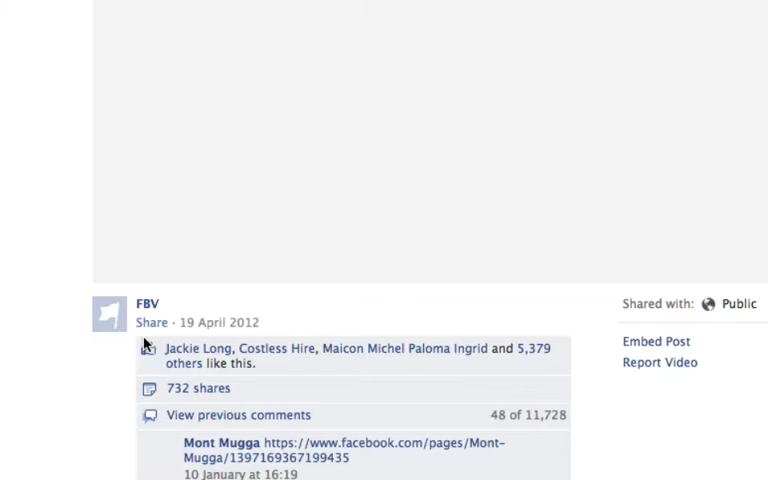 FBV
Share · 19 April 2012
Jackie Long, Costless Hire, Maicon Michel Paloma Ingrid and 5,379
others like this.
732 shares
View previous comments 48 of 11,728
Mont Mugga https://www.facebook.com/pages/Mont-
Mugga/1397169367199435
10 January at 16:19
Shared with: Public
Embed Post
Report Video